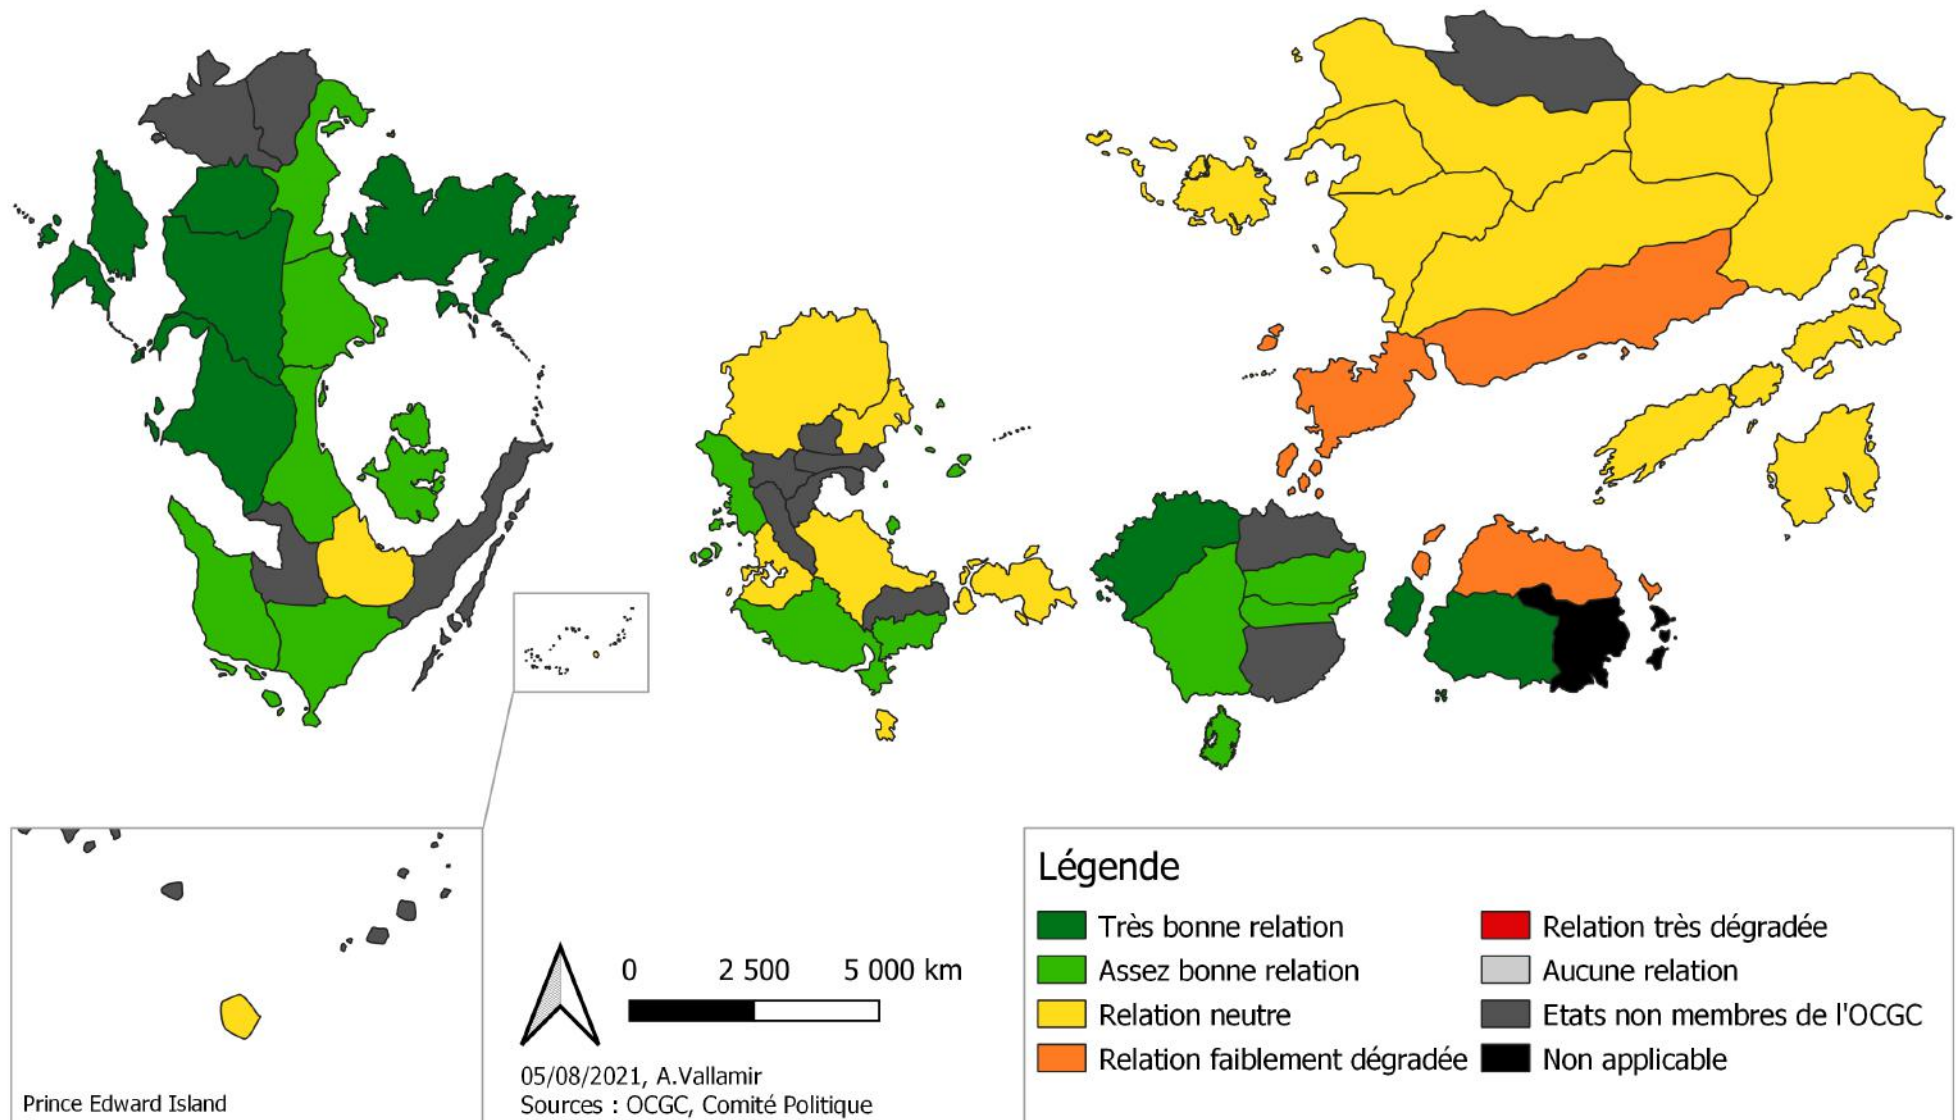 Prince Edward Island
0 2 500 5 000 km
05/08/2021, A.Vallamir
Sources : OCGC, Comité Politique
Légende
Très bonne relation
Assez bonne relation
Relation neutre
Relation faiblement dégradée
Relation très dégradée
Aucune relation
Etats non membres de l'OCGC
Non applicable